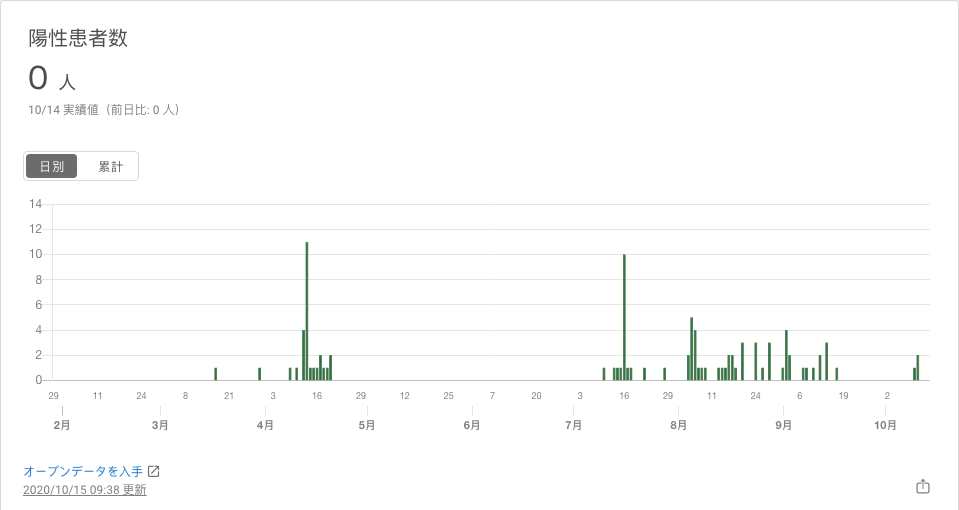 陽性患者数
0 人
10/14 実績値（前日比: 0 人）
日別 累計
14
12
10
8
6
4
2
0
29 11 24 8 21 3 16 29 12 25 7 20 3 16 29 11 24 6 19 2
2月 3月 4月 5月 6月 7月 8月 9月 10月
オープンデータを入手
2020/10/15 09:38 更新